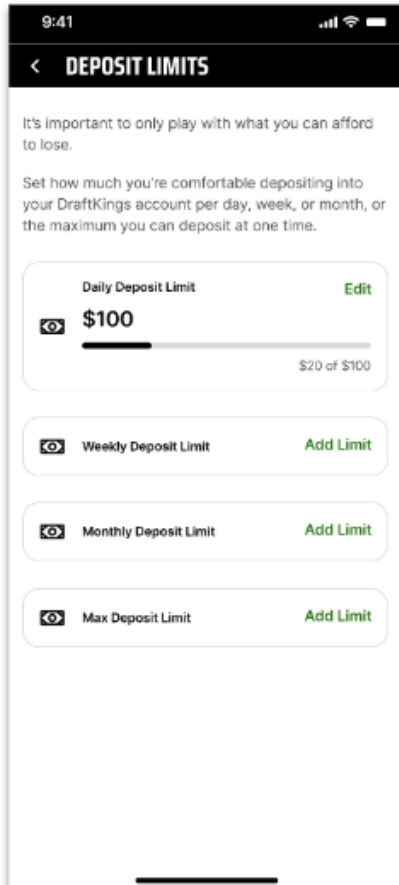 9:41
DEPOSIT LIMITS
It's important to only play with what you can afford
to lose.
Set how much you're comfortable depositing into
your DraftKings account per day, week, or month, or
the maximum you can deposit at one time.
Daily Deposit Limit
Edit
$100
$20 of $100
Weekly Deposit Limit
Add Limit
Monthly Deposit Limit
Add Limit
Max Deposit Limit
Add Limit